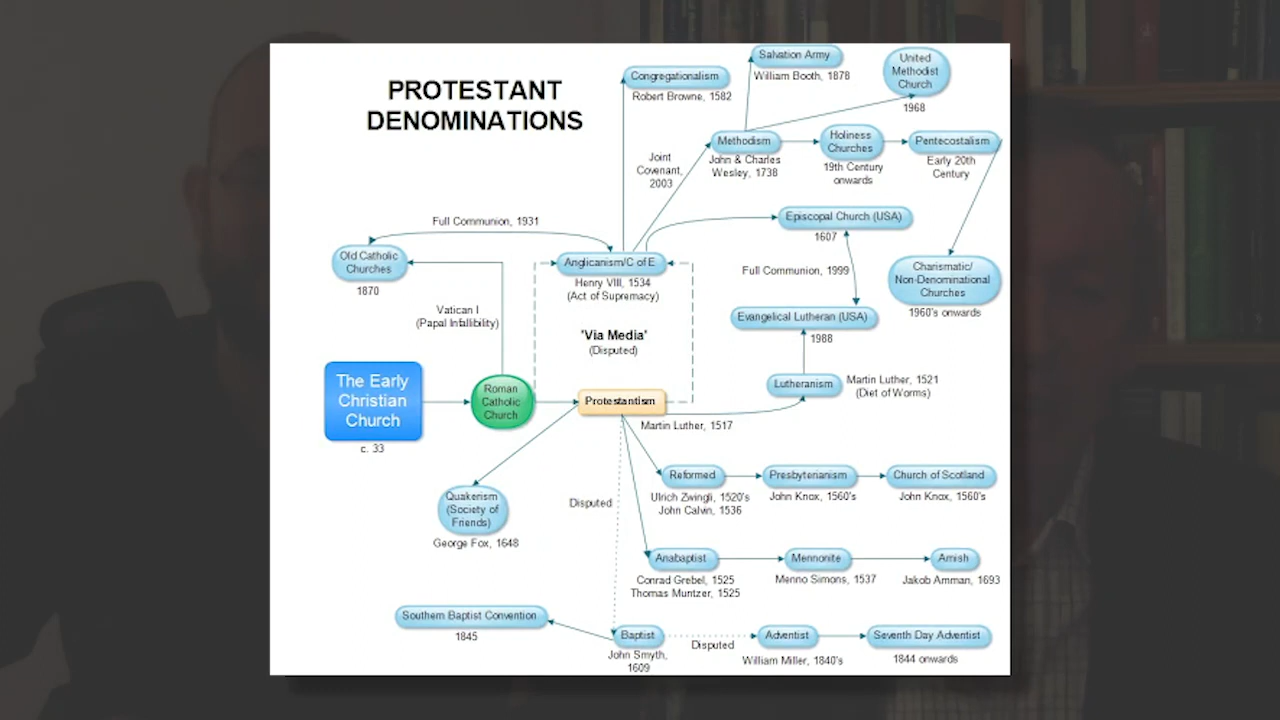 PROTESTANT
DENOMINATIONS
Congregationalism
Robert Browne, 1582
Salvation Army
William Booth, 1878
United
Methodist
Church
1968
Joint
Covenant,
2003
Methodism
John & Charles
Wesley, 1738
Holiness
Churches
19th Century
onwards
Pentecostalism
Early 20th
Century
Full Communion, 1931
Old Catholic
Churches
1870
Anglicanism/C of E
Henry VIII, 1534
(Act of Supremacy)
Episcopal Church (USA)
1607
Full Communion, 1999
Charismatic/
Non-Denominational
Churches
1960's onwards
Vatican I
(Papal Infallibility)
'Via Media'
(Disputed)
Evangelical Lutheran (USA)
1988
The Early
Christian
Church
c. 33
Roman
Catholic
Church
Protestantism
Martin Luther, 1517
Lutheranism
Martin Luther, 1521
(Diet of Worms)
Quakerism
(Society of
Friends)
George Fox, 1648
Disputed
Reformed
Ulrich Zwingli, 1520's
John Calvin, 1536
Presbyterianism
John Knox, 1560's
Church of Scotland
John Knox, 1560's
Anabaptist
Conrad Grebel, 1525
Thomas Muntzer, 1525
Mennonite
Menno Simons, 1537
Amish
Jakob Amman, 1693
Southern Baptist Convention
1845
Baptist
John Smyth,
1609
Disputed
Adventist
William Miller, 1840's
Seventh Day Adventist
1844 onwards